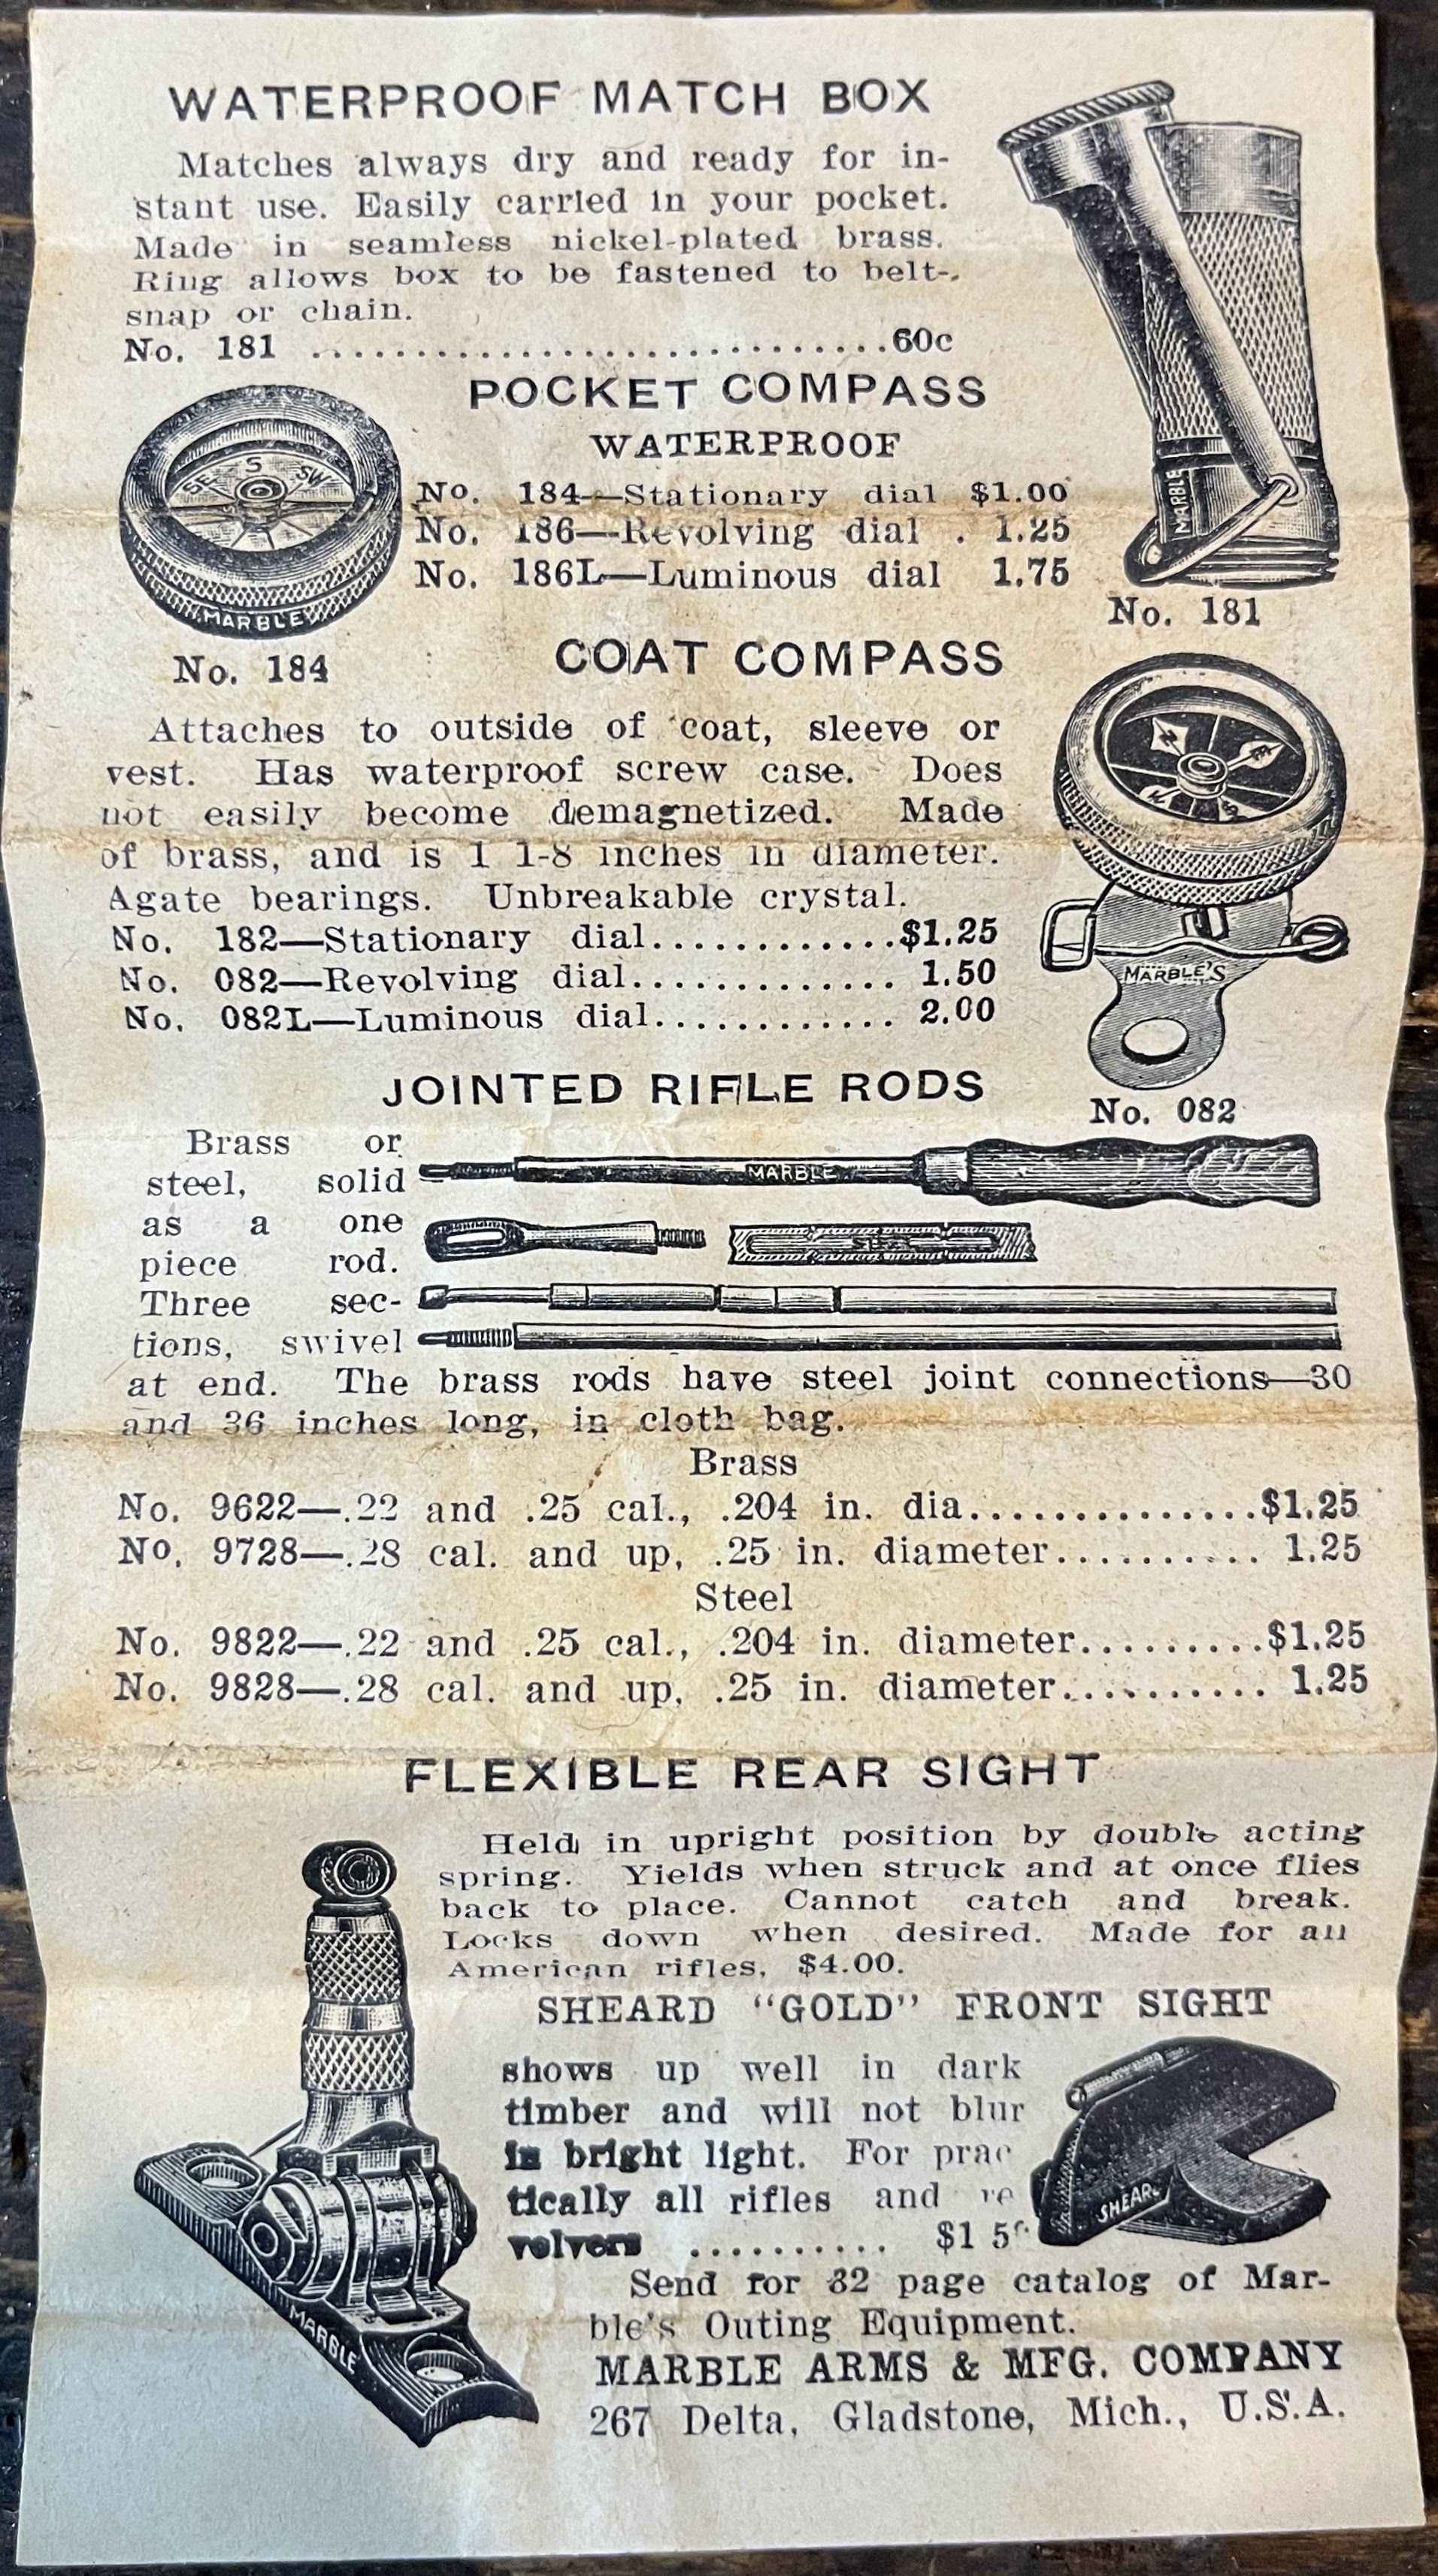 WATERPROOF MATCH BOX
Matches always dry and ready for in-
stant use. Easily carried in your pocket.
Made in seamless nickel-plated brass.
Ring allows box to be fastened to belt-
snap or chain.
No. 181 ............................60c
MARBLE
No. 181
POCKET COMPASS
WATERPROOF
No. 184—Stationary dial $1.00
No. 186—Revolving dial . 1.25
No. 186L—Luminous dial 1.75
SE S SW
MARBLE
No. 184
COAT COMPASS
Attaches to outside of coat, sleeve or
vest. Has waterproof screw case. Does
not easily become demagnetized. Made
of brass, and is 1 1-8 inches in diameter.
Agate bearings. Unbreakable crystal.
No. 182—Stationary dial............$1.25
No. 082—Revolving dial............. 1.50
No. 082L—Luminous dial............ 2.00
MARBLE'S
No. 082
JOINTED RIFLE RODS
Brass or
steel, solid
as a one
piece rod.
Three sec-
tions, swivel
at end. The brass rods have steel joint connections—30
and 36 inches long, in cloth bag.
MARBLE
Brass
No. 9622—.22 and .25 cal., .204 in. dia..............$1.25
No. 9728—.28 cal. and up, .25 in. diameter.......... 1.25
Steel
No. 9822—.22 and .25 cal., .204 in. diameter.........$1.25
No. 9828—.28 cal. and up, .25 in. diameter.......... 1.25
FLEXIBLE REAR SIGHT
Held in upright position by double acting
spring. Yields when struck and at once flies
back to place. Cannot catch and break.
Locks down when desired. Made for all
American rifles, $4.00.
SHEARD "GOLD" FRONT SIGHT
shows up well in dark
timber and will not blur
in bright light. For prac
tically all rifles and re
volvers .......... $1 5
SHEARD
MARBLE
Send for 32 page catalog of Mar-
ble's Outing Equipment.
MARBLE ARMS & MFG. COMPANY
267 Delta, Gladstone, Mich., U.S.A.